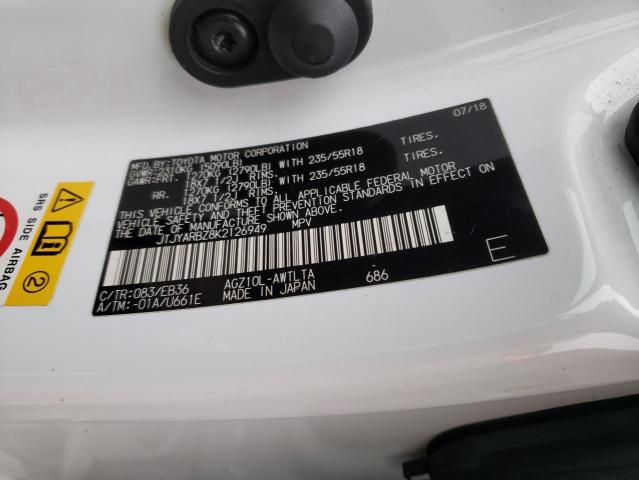 MFD.BY:TOYOTA MOTOR CORPORATION 07/18
GVWR:2310KG (5090LB)
GAWR:FRT. 1270KG (2790LB) WITH 235/55R18 TIRES,
18X7 1/2J RIMS,
RR. 1270KG (2790LB) WITH 235/55R18 TIRES,
18X7 1/2J RIMS,
THIS VEHICLE CONFORMS TO ALL APPLICABLE FEDERAL MOTOR
VEHICLE SAFETY AND THEFT PREVENTION STANDARDS IN EFFECT ON
THE DATE OF MANUFACTURE SHOWN ABOVE.
JTJYARBZ8K2126949 MPV
E
C/TR:083/EB36 AGZ10L-AWTLTA 686
A/TM:-01A/U661E MADE IN JAPAN
SRS SIDE AIRBAG
2